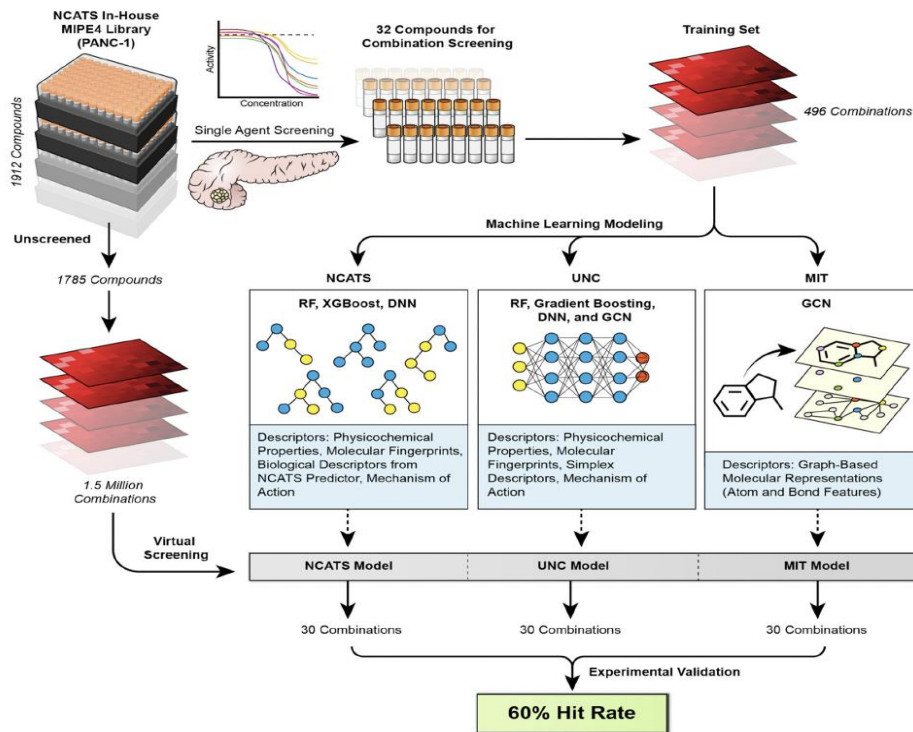 NCATS In-House
MIPE4 Library
(PANC-1)
1912 Compounds
Activity
Concentration
Single Agent Screening
32 Compounds for
Combination Screening
Training Set
496 Combinations
Unscreened
1785 Compounds
1.5 Million
Combinations
Virtual
Screening
Machine Learning Modeling
NCATS
RF, XGBoost, DNN
Descriptors: Physicochemical
Properties, Molecular Fingerprints,
Biological Descriptors from
NCATS Predictor, Mechanism of
Action
UNC
RF, Gradient Boosting,
DNN, and GCN
Descriptors: Physicochemical
Properties, Molecular
Fingerprints, Simplex
Descriptors, Mechanism of
Action
MIT
GCN
Descriptors: Graph-Based
Molecular Representations
(Atom and Bond Features)
NCATS Model
UNC Model
MIT Model
30 Combinations
30 Combinations
30 Combinations
Experimental Validation
60% Hit Rate